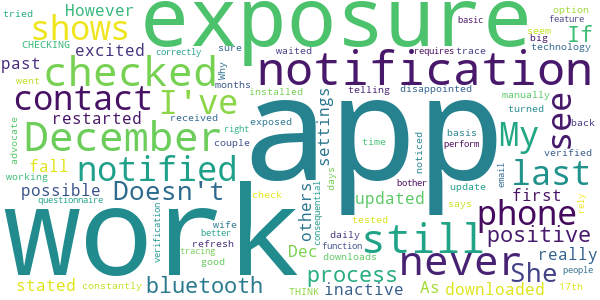 tried
However
shows
exposure
basic
option
feature
If
CHECKING
excited
Why
sure
waited
big
requires
trace
seem
technology
past
correctly
went
months
checked
notification
contact
I've
installed
telling
disappointed
manually
restarted
received
exposed
app
turned
back
see
advocate
December
right
couple
settings
time
noticed
basis
perform
My
verified
working
fall
notified
check
days
bother
email
update
last
possible
Doesn't
others
consequential
updated
says
first
rely
questionnaire
work
verification
wife
better
refresh
tested
never
phone
positive
tracing
good
Dec
daily
function
still
She
really
people
stated
constantly
bluetooth
THINK
downloads
process
inactive
As
downloaded
17th